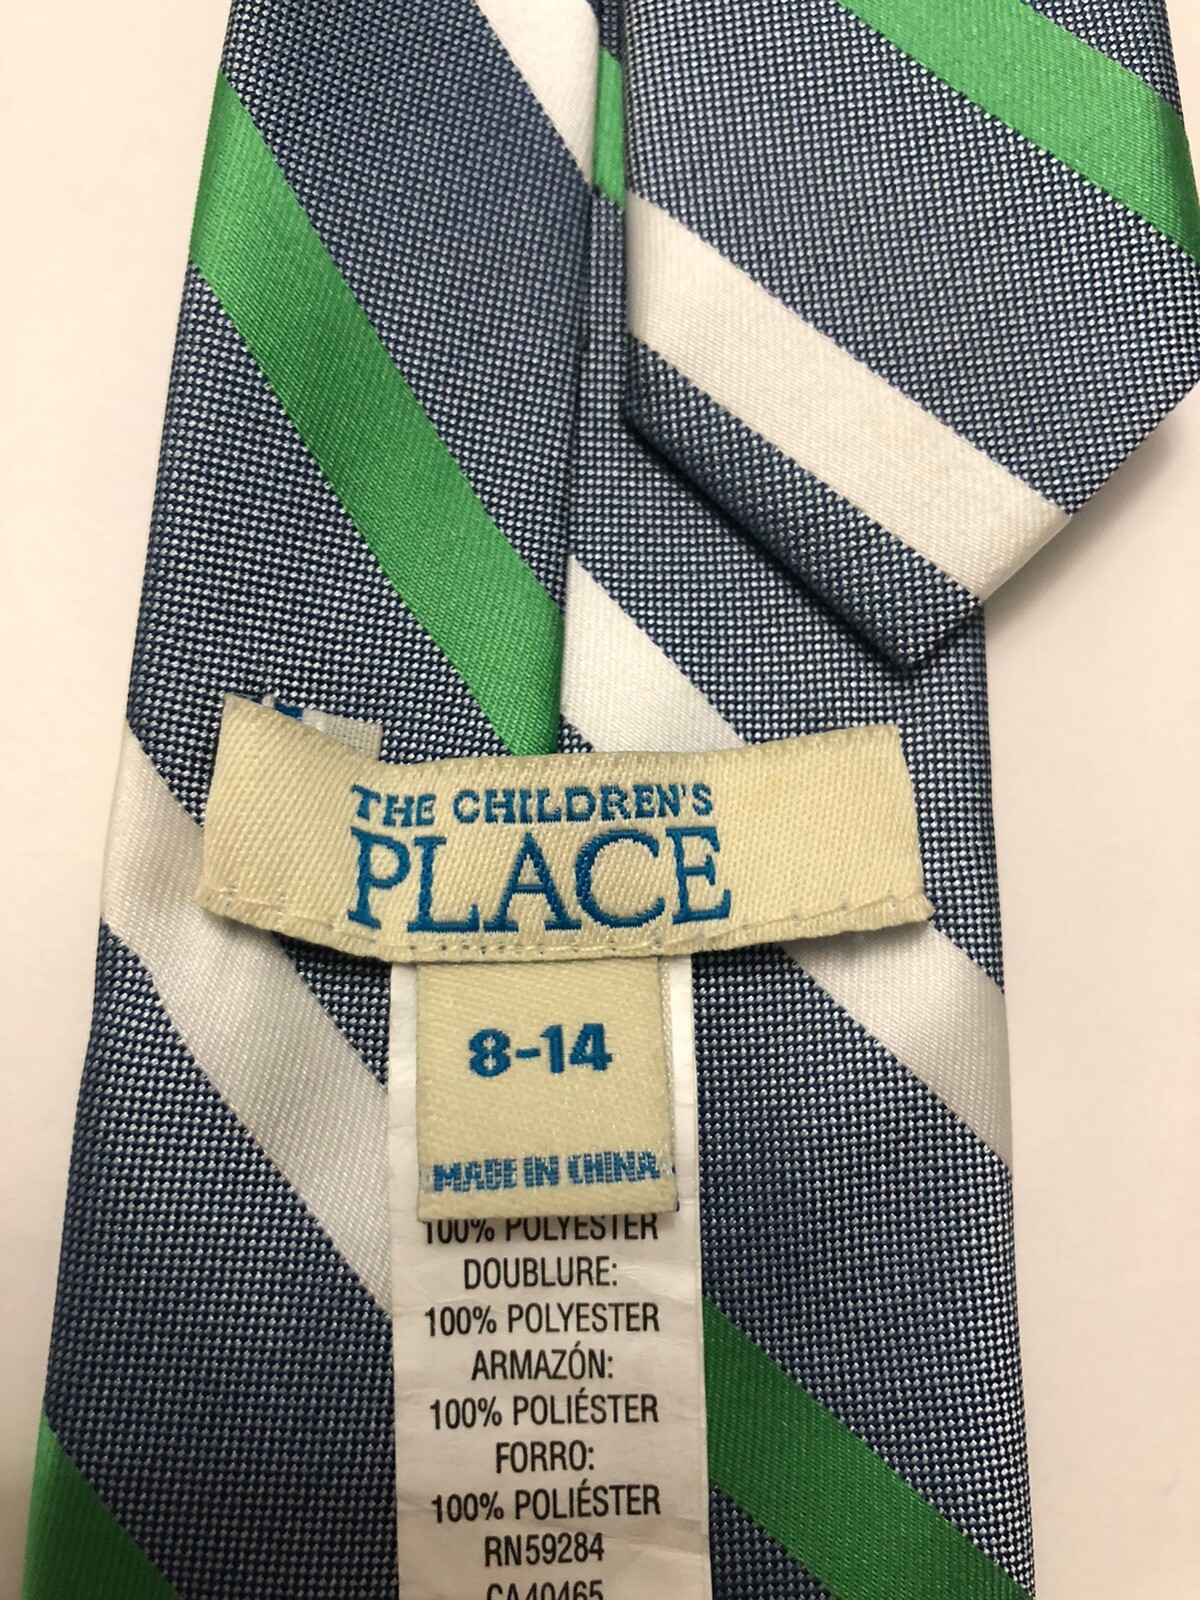 THE CHILDREN'S
PLACE
8-14
MADE IN CHINA
100% POLYESTER
DOUBLURE:
100% POLYESTER
ARMAZÓN:
100% POLIÉSTER
FORRO:
100% POLIÉSTER
RN59284
CA40465